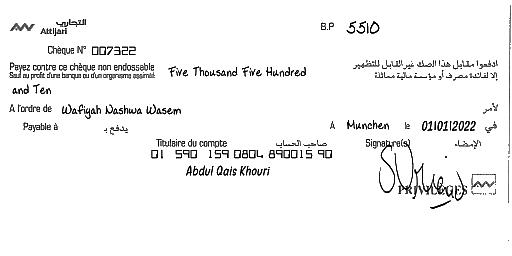 التجاري
Attijari
B.P 5510
Chèque N° 007322
Payez contre ce chèque non endossable
Sauf au profit d'une banque ou d'un organisme assimilé
Five Thousand Five Hundred
ادفعوا مقابل هذا الصك غير القابل للتظهير
إلا لفائدة مصرف أو مؤسسة مالية مماثلة
and Ten
A l'ordre de Wafiyah Nashwa Wasem لأمر
Payable à يدفع بـ
A Munchen le 01/01/2022 في
Titulaire du compte صاحب الحساب
Signature(s) الإمضاء
01 590 159 0804 890015 90
Abdul Qais Khouri
PRIVILEGES